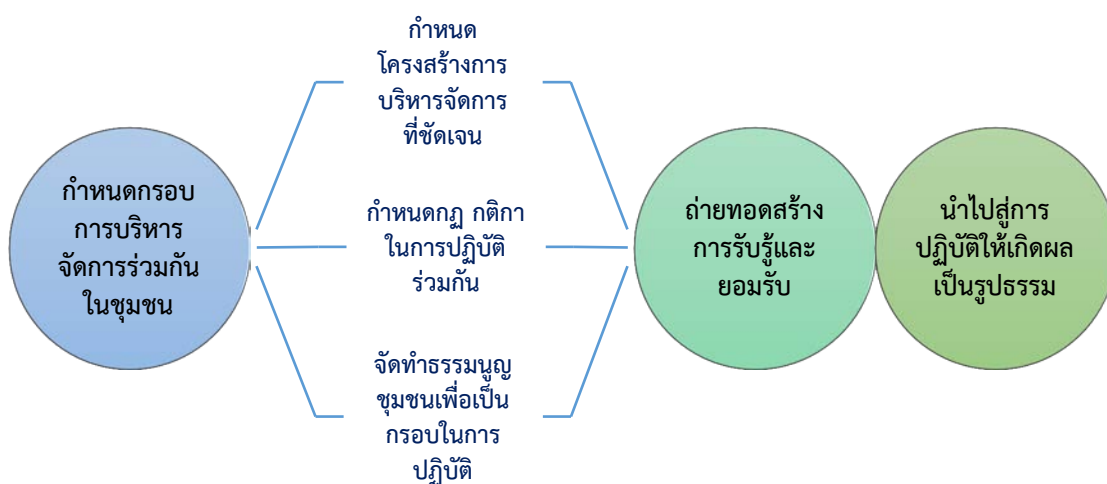 กำหนดกรอบ
การบริหาร
จัดการร่วมกัน
ในชุมชน
กำหนด
โครงสร้างการ
บริหารจัดการ
ที่ชัดเจน
กำหนดกฏ กติกา
ในการปฏิบัติ
ร่วมกัน
จัดทำธรรมนูญ
ชุมชนเพื่อเป็น
กรอบในการ
ปฏิบัติ
ถ่ายทอดสร้าง
การรับรู้และ
ยอมรับ
นำไปสู่การ
ปฏิบัติให้เกิดผล
เป็นรูปธรรม